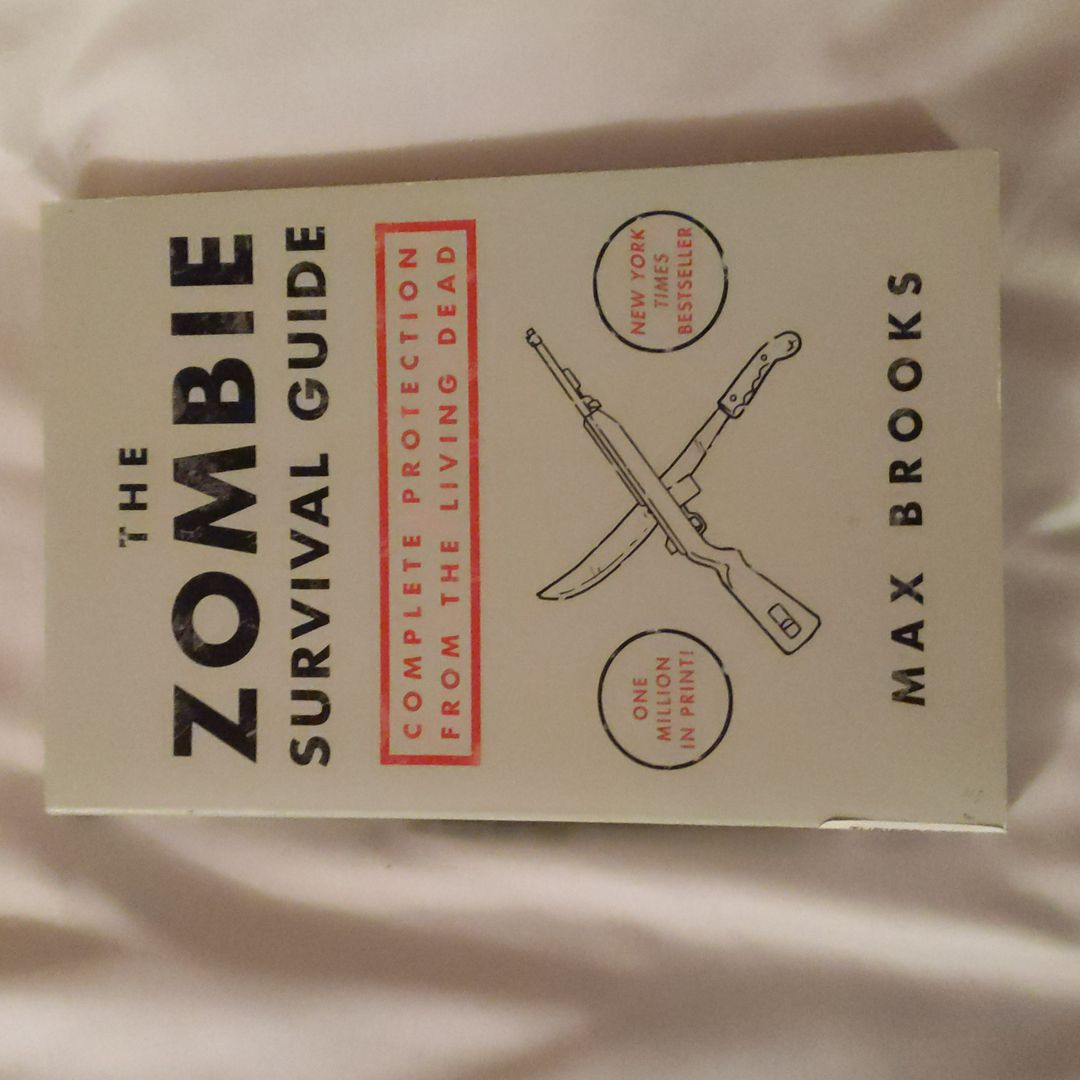 THE
ZOMBIE
SURVIVAL GUIDE
COMPLETE PROTECTION
FROM THE LIVING DEAD
ONE
MILLION
IN PRINT!
NEW YORK
TIMES
BESTSELLER
MAX BROOKS